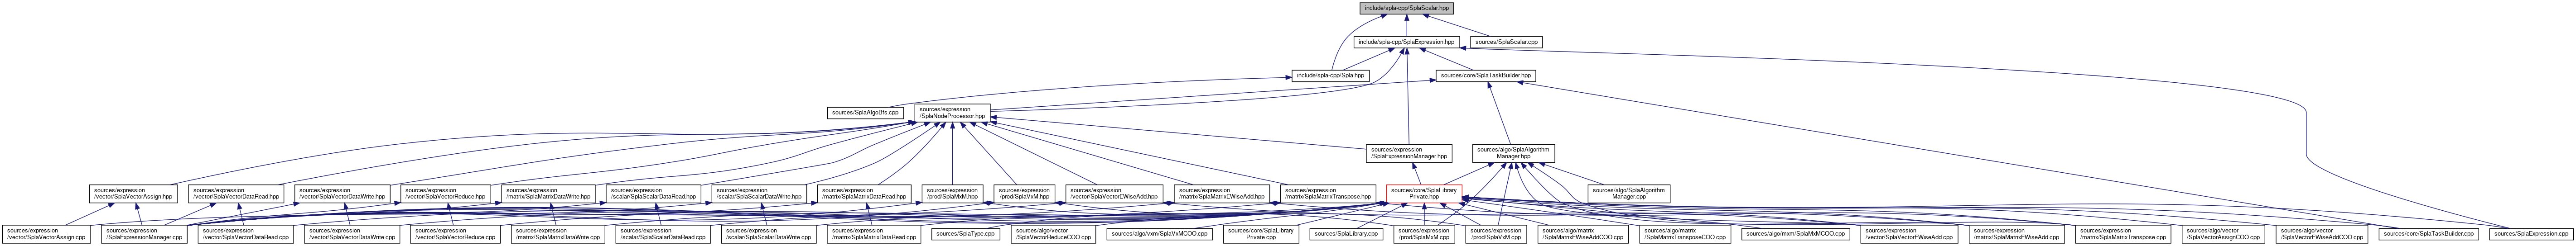 include/spla-cpp/SplaScalar.hpp
include/spla-cpp/SplaExpression.hpp
sources/SplaScalar.cpp
include/spla-cpp/Spla.hpp
sources/core/SplaTaskBuilder.hpp
sources/SplaAlgoBfs.cpp
sources/expression
/SplaNodeProcessor.hpp
sources/expression
/SplaExpressionManager.hpp
sources/algo/SplaAlgorithm
Manager.hpp
sources/expression
/vector/SplaVectorAssign.hpp
sources/expression
/vector/SplaVectorDataRead.hpp
sources/expression
/vector/SplaVectorDataWrite.hpp
sources/expression
/vector/SplaVectorReduce.hpp
sources/expression
/matrix/SplaMatrixDataWrite.hpp
sources/expression
/scalar/SplaScalarDataRead.hpp
sources/expression
/scalar/SplaScalarDataWrite.hpp
sources/expression
/matrix/SplaMatrixDataRead.hpp
sources/expression
/prod/SplaMxM.hpp
sources/expression
/prod/SplaVxM.hpp
sources/expression
/vector/SplaVectorEWiseAdd.hpp
sources/expression
/matrix/SplaMatrixEWiseAdd.hpp
sources/expression
/matrix/SplaMatrixTranspose.hpp
sources/core/SplaLibrary
Private.hpp
sources/algo/SplaAlgorithm
Manager.cpp
sources/expression
/vector/SplaVectorAssign.cpp
sources/expression
/SplaExpressionManager.cpp
sources/expression
/vector/SplaVectorDataRead.cpp
sources/expression
/vector/SplaVectorDataWrite.cpp
sources/expression
/vector/SplaVectorReduce.cpp
sources/expression
/matrix/SplaMatrixDataWrite.cpp
sources/expression
/scalar/SplaScalarDataRead.cpp
sources/expression
/scalar/SplaScalarDataWrite.cpp
sources/expression
/matrix/SplaMatrixDataRead.cpp
sources/SplaType.cpp
sources/algo/vector
/SplaVectorReduceCOO.cpp
sources/algo/vxm/SplaVxMCOO.cpp
sources/core/SplaLibrary
Private.cpp
sources/SplaLibrary.cpp
sources/expression
/prod/SplaMxM.cpp
sources/expression
/prod/SplaVxM.cpp
sources/algo/matrix
/SplaMatrixEWiseAddCOO.cpp
sources/algo/matrix
/SplaMatrixTransposeCOO.cpp
sources/algo/mxm/SplaMxMCOO.cpp
sources/expression
/vector/SplaVectorEWiseAdd.cpp
sources/expression
/matrix/SplaMatrixEWiseAdd.cpp
sources/expression
/matrix/SplaMatrixTranspose.cpp
sources/algo/vector
/SplaVectorAssignCOO.cpp
sources/algo/vector
/SplaVectorEWiseAddCOO.cpp
sources/core/SplaTaskBuilder.cpp
sources/SplaExpression.cpp